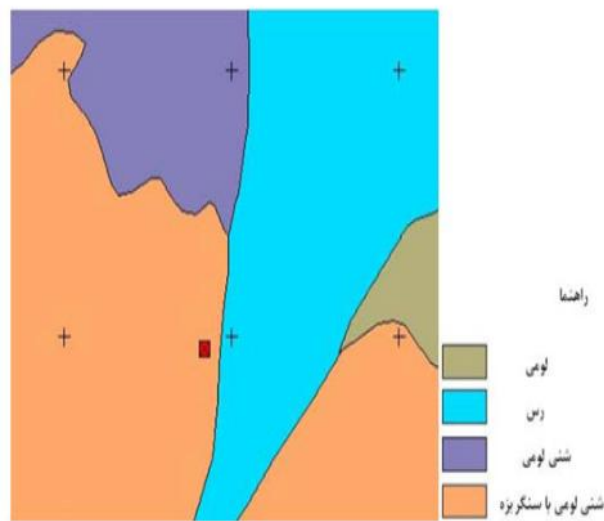 راهنما
لومی
رس
شنی لومی
شنی لومی با سنگریزه